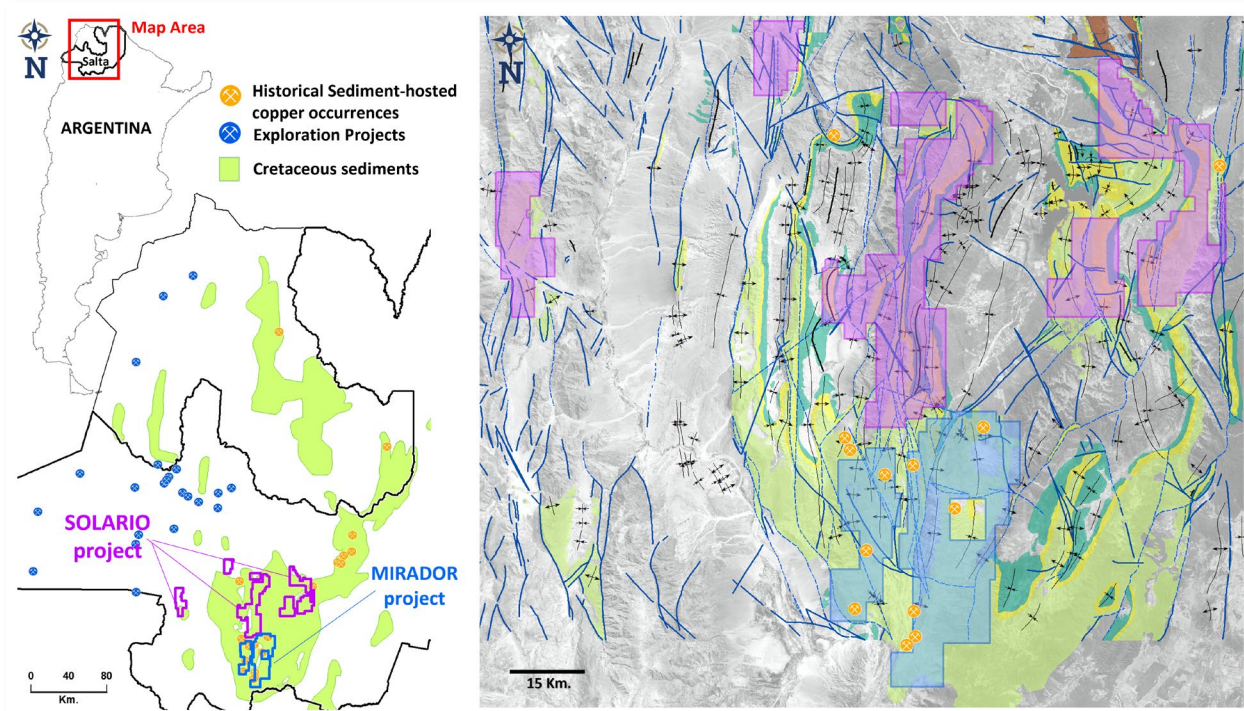 Map Area
N
Salta
ARGENTINA
Historical Sediment-hosted
copper occurrences
Exploration Projects
Cretaceous sediments
SOLARIO
project
MIRADOR
project
0 40 80
Km.
N
15 Km.